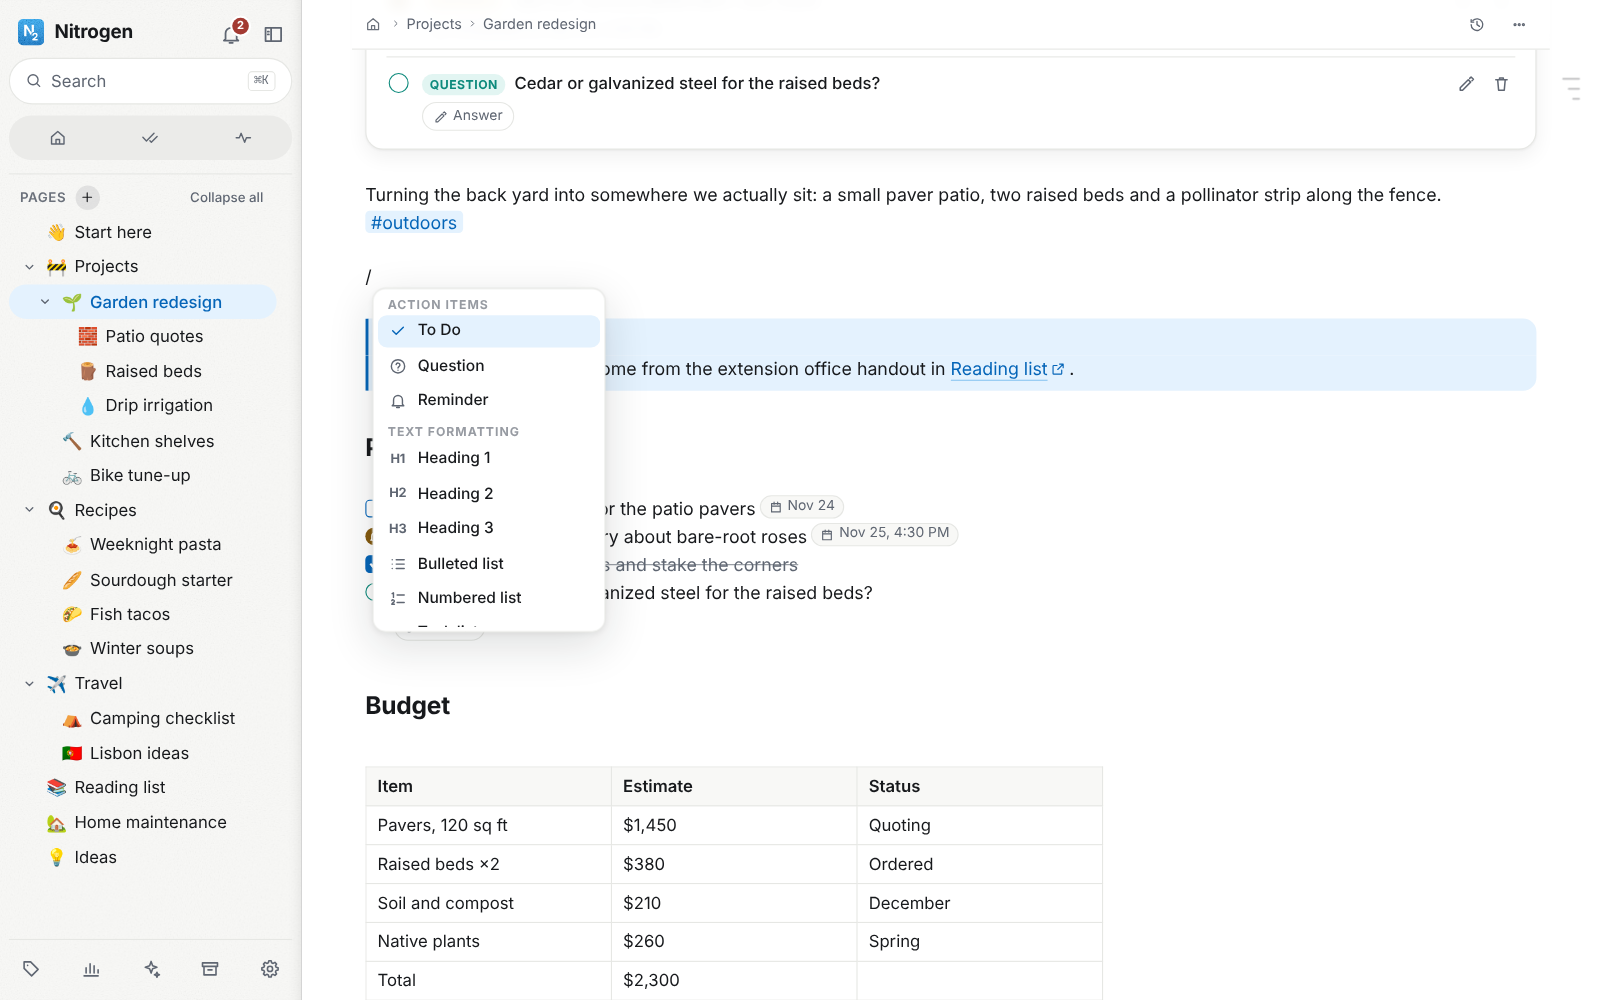 Nitrogen
2
Search
⌘K
PAGES
Collapse all
Start here
Projects
Garden redesign
Patio quotes
Raised beds
Drip irrigation
Kitchen shelves
Bike tune-up
Recipes
Weeknight pasta
Sourdough starter
Fish tacos
Winter soups
Travel
Camping checklist
Lisbon ideas
Reading list
Home maintenance
Ideas
Projects > Garden redesign
QUESTION Cedar or galvanized steel for the raised beds?
Answer
Turning the back yard into somewhere we actually sit: a small paver patio, two raised beds and a pollinator strip along the fence.
#outdoors
/
ACTION ITEMS
To Do
Question
Reminder
TEXT FORMATTING
H1 Heading 1
H2 Heading 2
H3 Heading 3
Bulleted list
Numbered list
from the extension office handout in Reading list .
the patio pavers Nov 24
about bare-root roses Nov 25, 4:30 PM
and stake the corners
steel for the raised beds?
Budget
Item Estimate Status
Pavers, 120 sq ft $1,450 Quoting
Raised beds ×2 $380 Ordered
Soil and compost $210 December
Native plants $260 Spring
Total $2,300